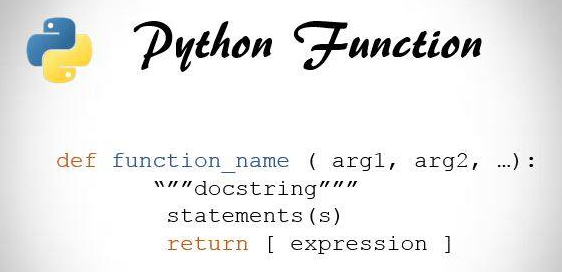 Python Function
def function_name ( arg1, arg2, …):
“””docstring”””
statements(s)
return [ expression ]